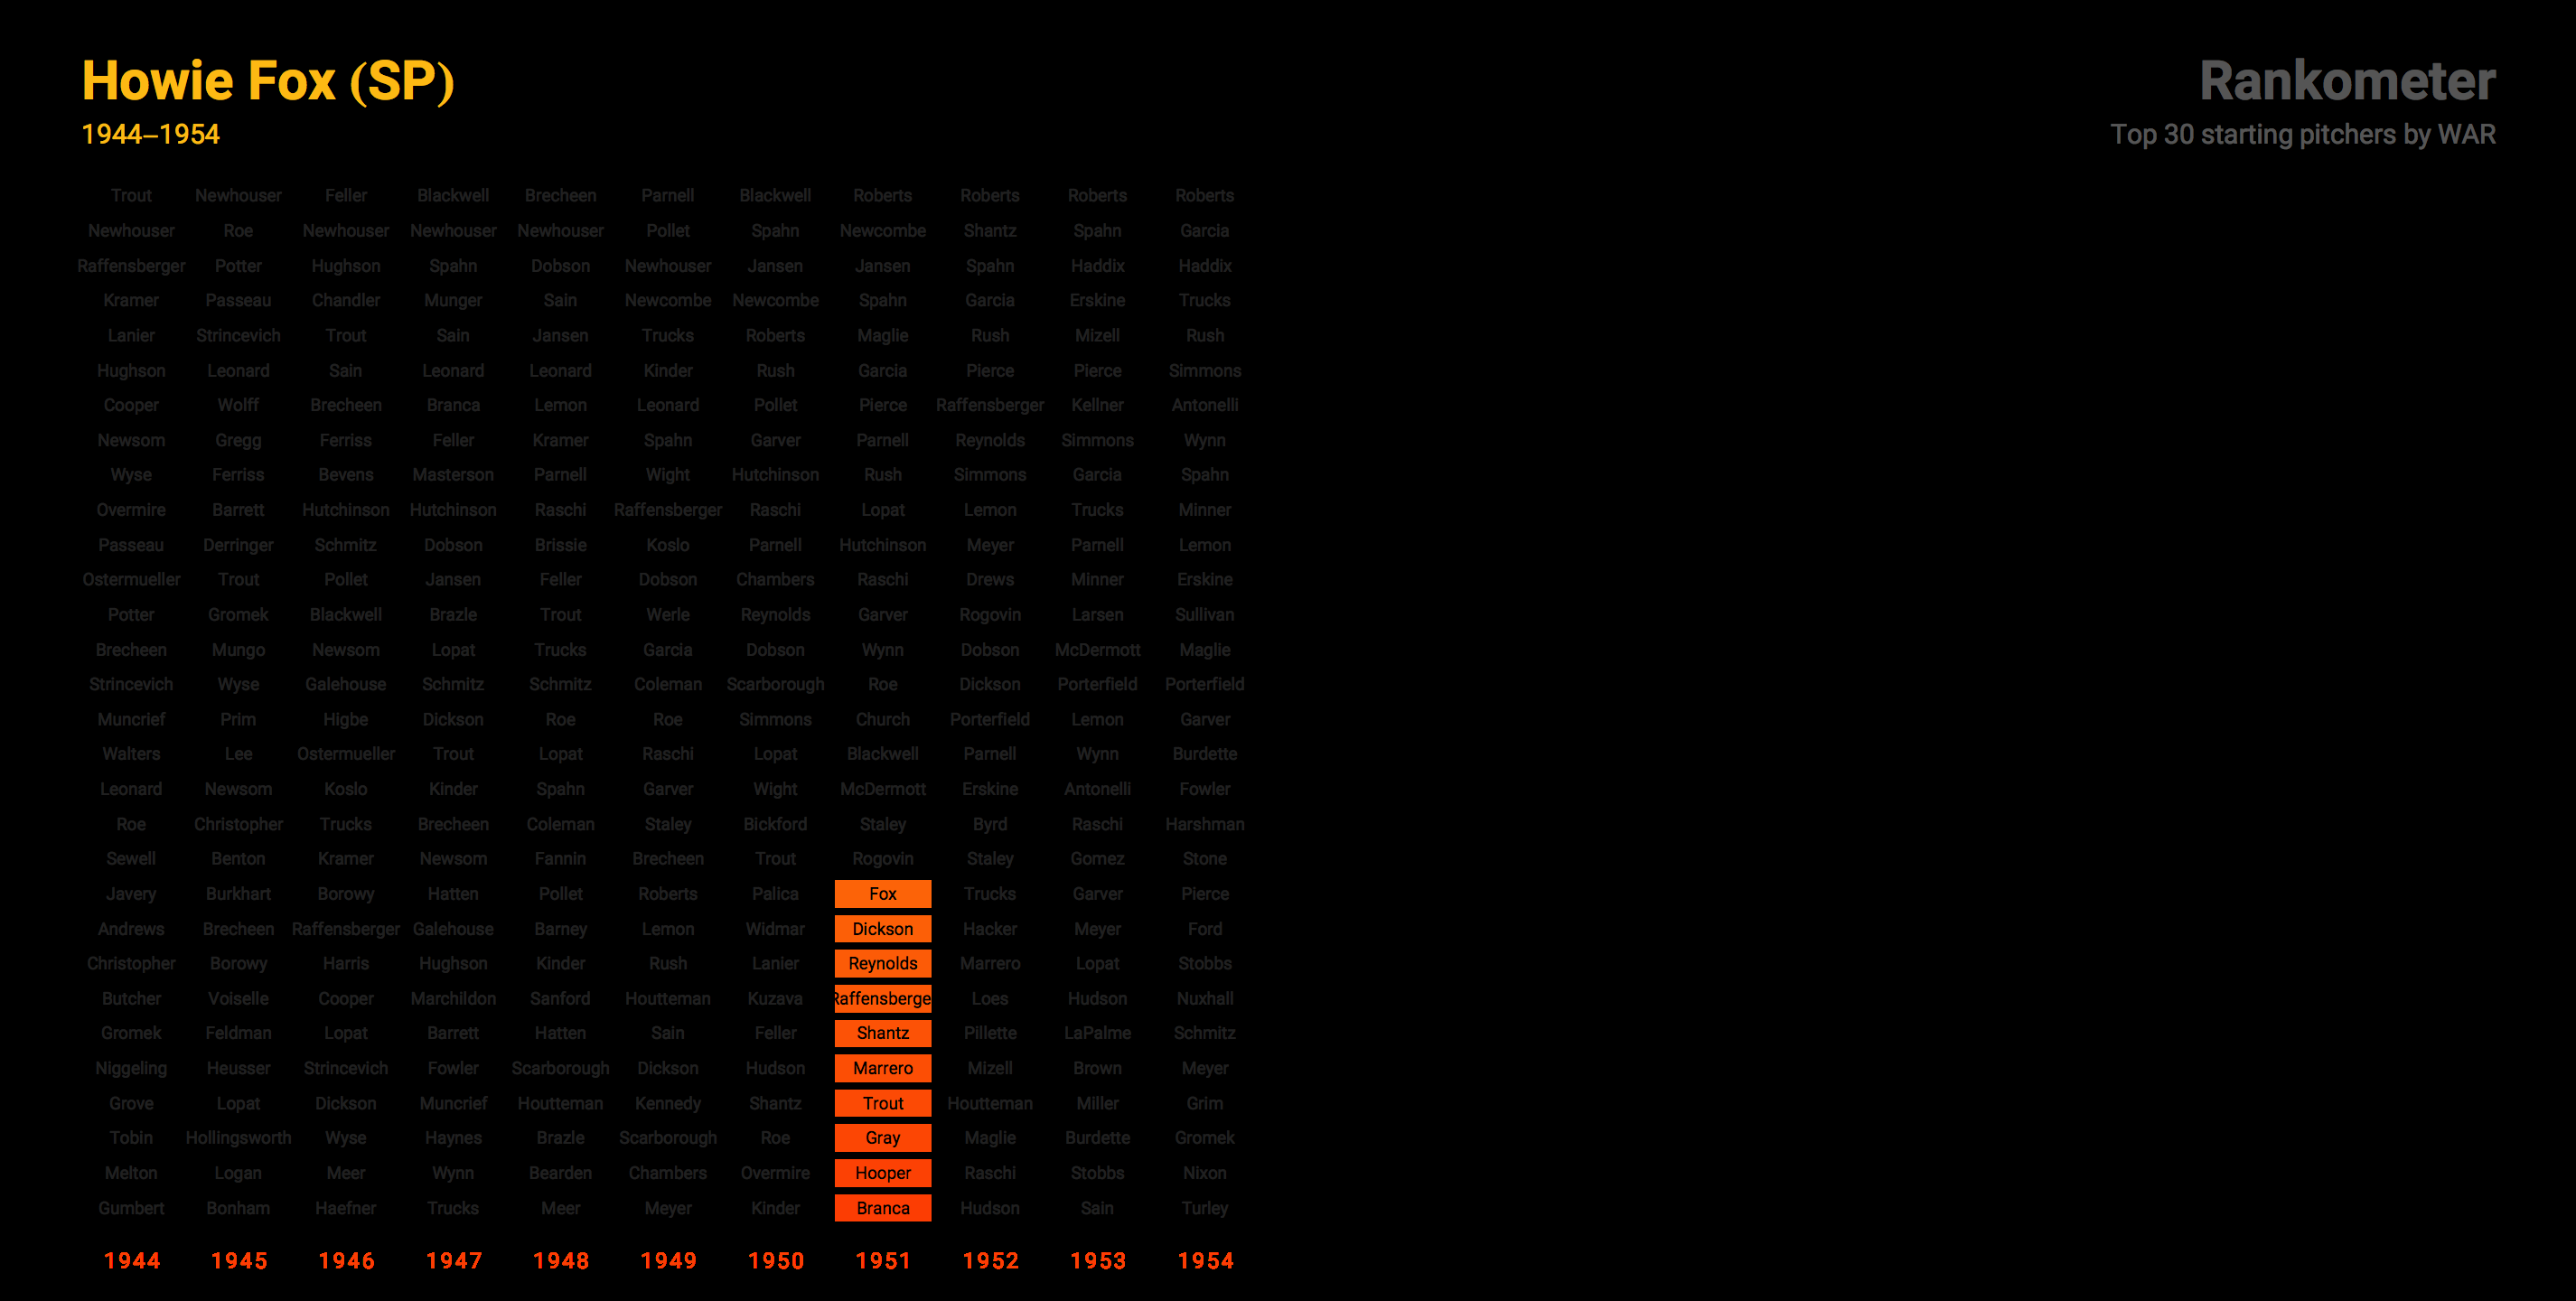 Howie Fox (SP)
1944–1954
Rankometer
Top 30 starting pitchers by WAR
Trout Newhouser Feller Blackwell Brecheen Parnell Blackwell Roberts Roberts Roberts Roberts
Newhouser Roe Newhouser Newhouser Newhouser Pollet Spahn Newcombe Shantz Spahn Garcia
Raffensberger Potter Hughson Spahn Dobson Newhouser Jansen Jansen Spahn Haddix Haddix
Kramer Passeau Chandler Munger Sain Newcombe Newcombe Spahn Garcia Erskine Trucks
Lanier Strincevich Trout Sain Jansen Trucks Roberts Maglie Rush Mizell Rush
Hughson Leonard Sain Leonard Leonard Kinder Rush Garcia Pierce Pierce Simmons
Cooper Wolff Brecheen Branca Lemon Leonard Pollet Pierce Raffensberger Kellner Antonelli
Newsom Gregg Ferriss Feller Kramer Spahn Garver Parnell Reynolds Simmons Wynn
Wyse Ferriss Bevens Masterson Parnell Wight Hutchinson Rush Simmons Garcia Spahn
Overmire Barrett Hutchinson Hutchinson Raschi Raffensberger Raschi Lopat Lemon Trucks Minner
Passeau Derringer Schmitz Dobson Brissie Koslo Parnell Hutchinson Meyer Parnell Lemon
Ostermueller Trout Pollet Jansen Feller Dobson Chambers Raschi Drews Minner Erskine
Potter Gromek Blackwell Brazle Trout Werle Reynolds Garver Rogovin Larsen Sullivan
Brecheen Mungo Newsom Lopat Trucks Garcia Dobson Wynn Dobson McDermott Maglie
Strincevich Wyse Galehouse Schmitz Schmitz Coleman Scarborough Roe Dickson Porterfield Porterfield
Muncrief Prim Higbe Dickson Roe Roe Simmons Church Porterfield Lemon Garver
Walters Lee Ostermueller Trout Lopat Raschi Lopat Blackwell Parnell Wynn Burdette
Leonard Newsom Koslo Kinder Spahn Garver Wight McDermott Erskine Antonelli Fowler
Roe Christopher Trucks Brecheen Coleman Staley Bickford Staley Byrd Raschi Harshman
Sewell Benton Kramer Newsom Fannin Brecheen Trout Rogovin Staley Gomez Stone
Javery Burkhart Borowy Hatten Pollet Roberts Palica Fox Trucks Garver Pierce
Andrews Brecheen Raffensberger Galehouse Barney Lemon Widmar Dickson Hacker Meyer Ford
Christopher Borowy Harris Hughson Kinder Rush Lanier Reynolds Marrero Lopat Stobbs
Butcher Voiselle Cooper Marchildon Sanford Houtteman Kuzava Raffensberge Loes Hudson Nuxhall
Gromek Feldman Lopat Barrett Hatten Sain Feller Shantz Pillette LaPalme Schmitz
Niggeling Heusser Strincevich Fowler Scarborough Dickson Hudson Marrero Mizell Brown Meyer
Grove Lopat Dickson Muncrief Houtteman Kennedy Shantz Trout Houtteman Miller Grim
Tobin Hollingsworth Wyse Haynes Brazle Scarborough Roe Gray Maglie Burdette Gromek
Melton Logan Meer Wynn Bearden Chambers Overmire Hooper Raschi Stobbs Nixon
Gumbert Bonham Haefner Trucks Meer Meyer Kinder Branca Hudson Sain Turley
1944 1945 1946 1947 1948 1949 1950 1951 1952 1953 1954